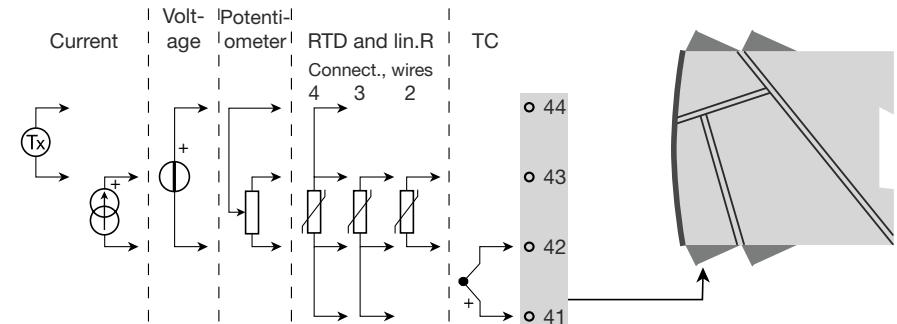 Current
Volt-
age
Potenti-
ometer
RTD and lin.R
Connect., wires
4 3 2
TC
Tx
+
+
+
44
43
42
41